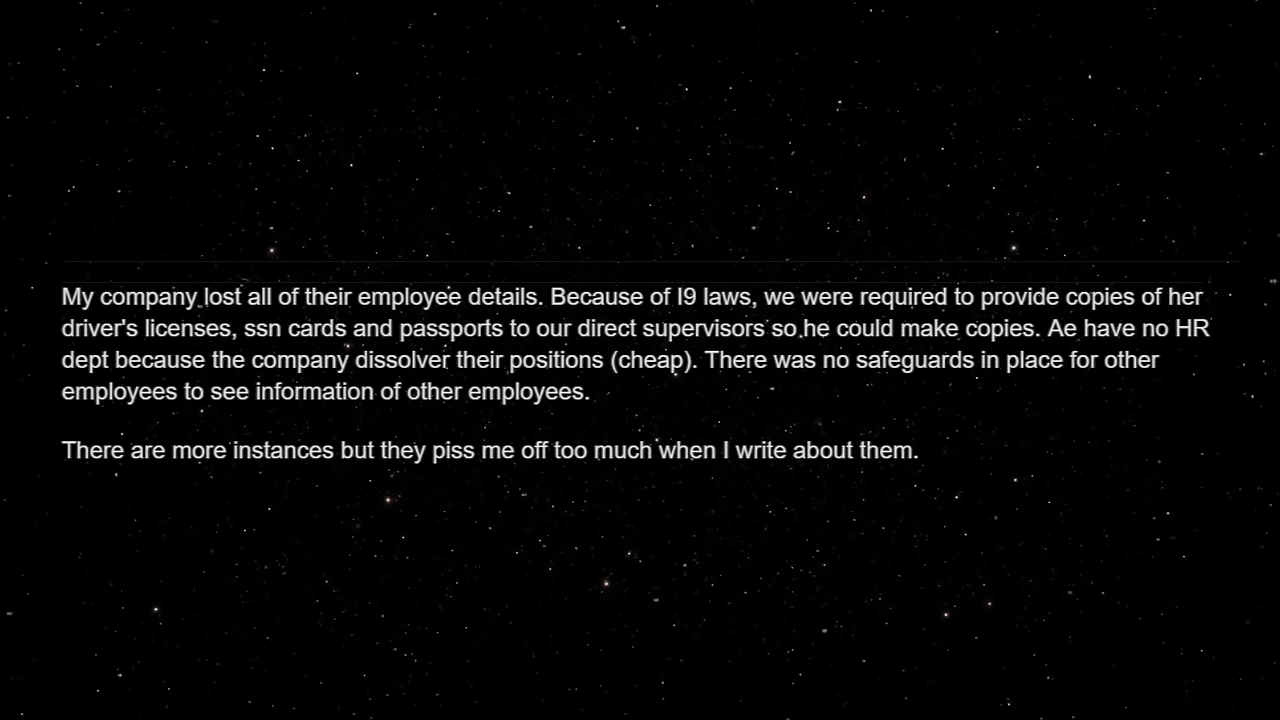 My company lost all of their employee details. Because of I9 laws, we were required to provide copies of her
driver's licenses, ssn cards and passports to our direct supervisors so he could make copies. Ae have no HR
dept because the company dissolver their positions (cheap). There was no safeguards in place for other
employees to see information of other employees.
There are more instances but they piss me off too much when I write about them.